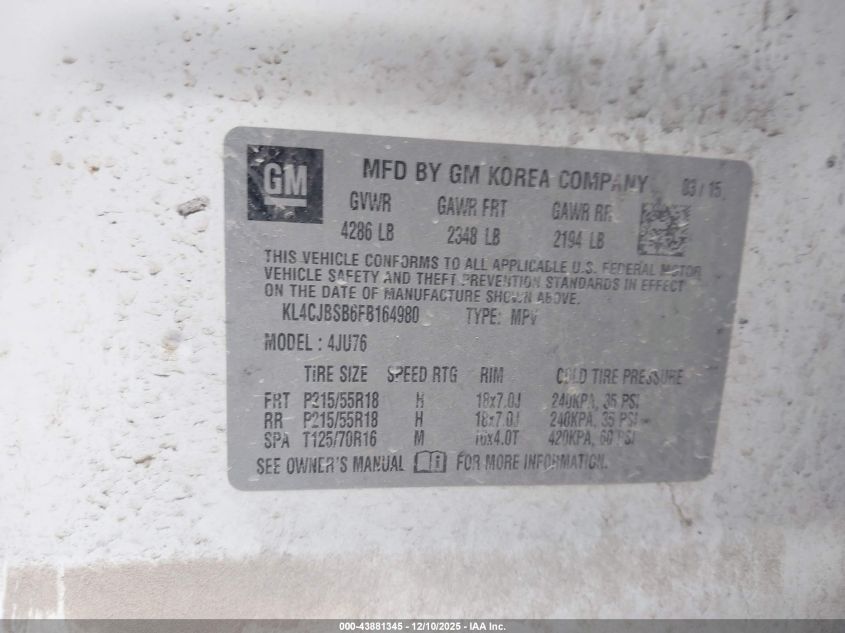 GM
MFD BY GM KOREA COMPANY 03/15
GVWR GAWR FRT GAWR RR
4286 LB 2348 LB 2194 LB
THIS VEHICLE CONFORMS TO ALL APPLICABLE U.S. FEDERAL MOTOR
VEHICLE SAFETY AND THEFT PREVENTION STANDARDS IN EFFECT
ON THE DATE OF MANUFACTURE SHOWN ABOVE.
KL4CJBSB6FB164980 TYPE: MPV
MODEL : 4JU76
TIRE SIZE SPEED RTG RIM COLD TIRE PRESSURE
FRT P215/55R18 H 18x7.0J 240KPA, 35 PSI
RR P215/55R18 H 18x7.0J 240KPA, 35 PSI
SPA T125/70R16 M 16x4.0T 420KPA, 60 PSI
SEE OWNER'S MANUAL FOR MORE INFORMATION.
000-43881345 - 12/10/2025 - IAA Inc.